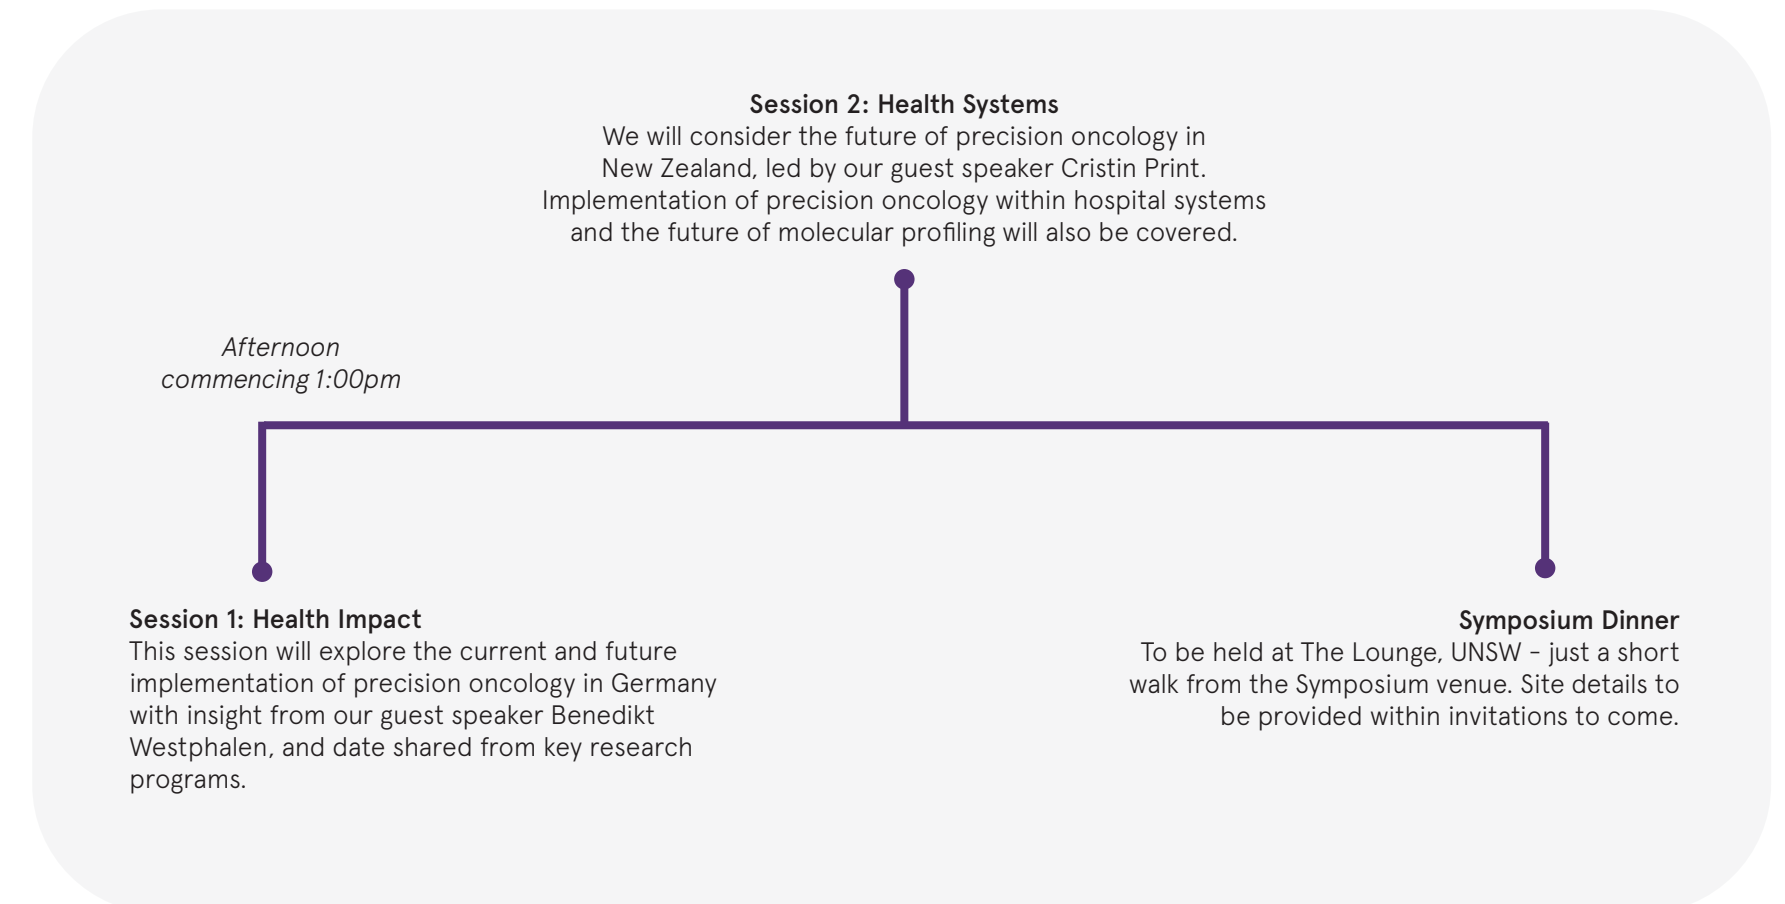 Session 2: Health Systems
We will consider the future of precision oncology in
New Zealand, led by our guest speaker Cristin Print.
Implementation of precision oncology within hospital systems
and the future of molecular profiling will also be covered.
Afternoon
commencing 1:00pm
Session 1: Health Impact
This session will explore the current and future
implementation of precision oncology in Germany
with insight from our guest speaker Benedikt
Westphalen, and date shared from key research
programs.
Symposium Dinner
To be held at The Lounge, UNSW - just a short
walk from the Symposium venue. Site details to
be provided within invitations to come.